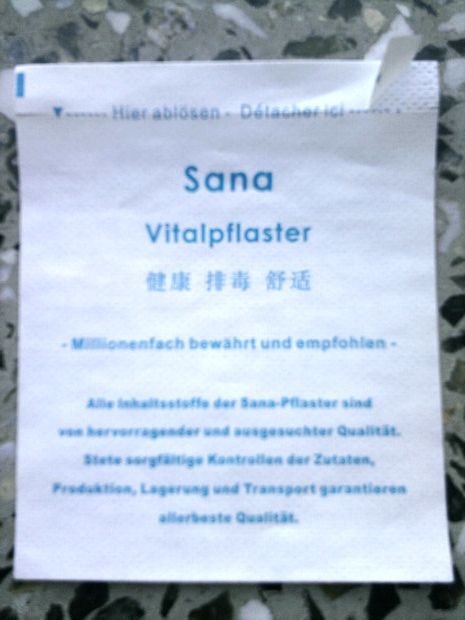 ▼------ Hier ablösen - Détacher ici ------
Sana
Vitalpflaster
健康 排毒 舒适
- Millionenfach bewährt und empfohlen -
Alle Inhaltsstoffe der Sana-Pflaster sind
von hervorragender und ausgesuchter Qualität.
Stete sorgfältige Kontrollen der Zutaten,
Produktion, Lagerung und Transport garantieren
allerbeste Qualität.